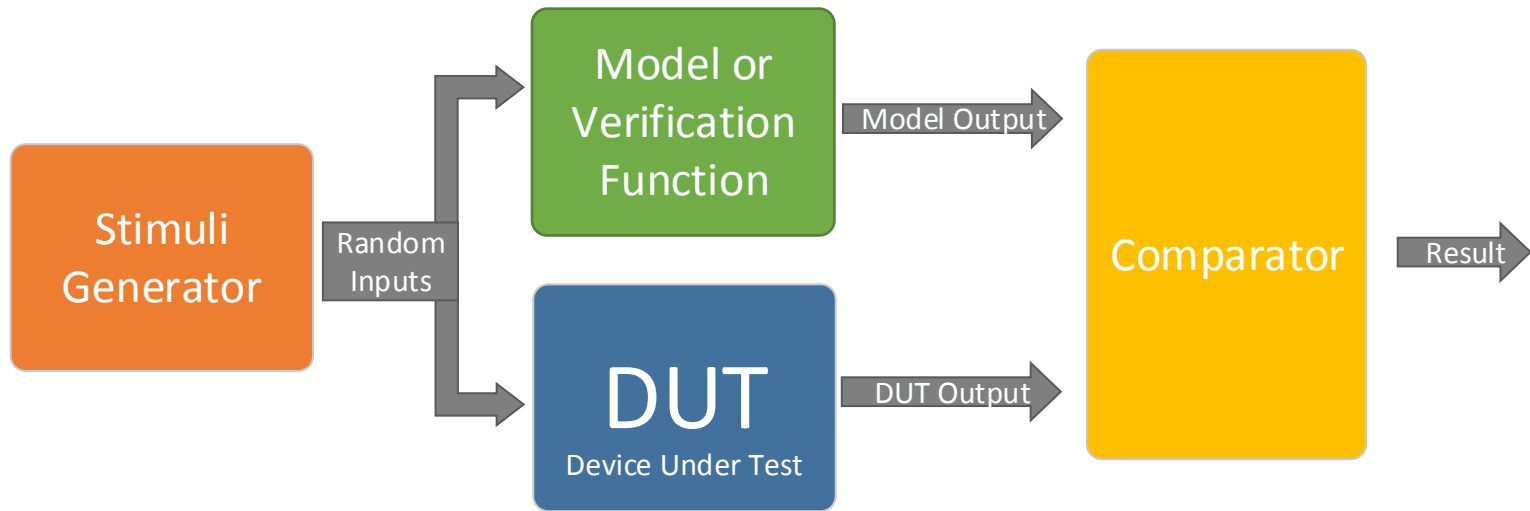 Stimuli
Generator
Random
Inputs
Model or
Verification
Function
Model Output
DUT
Device Under Test
DUT Output
Comparator
Result